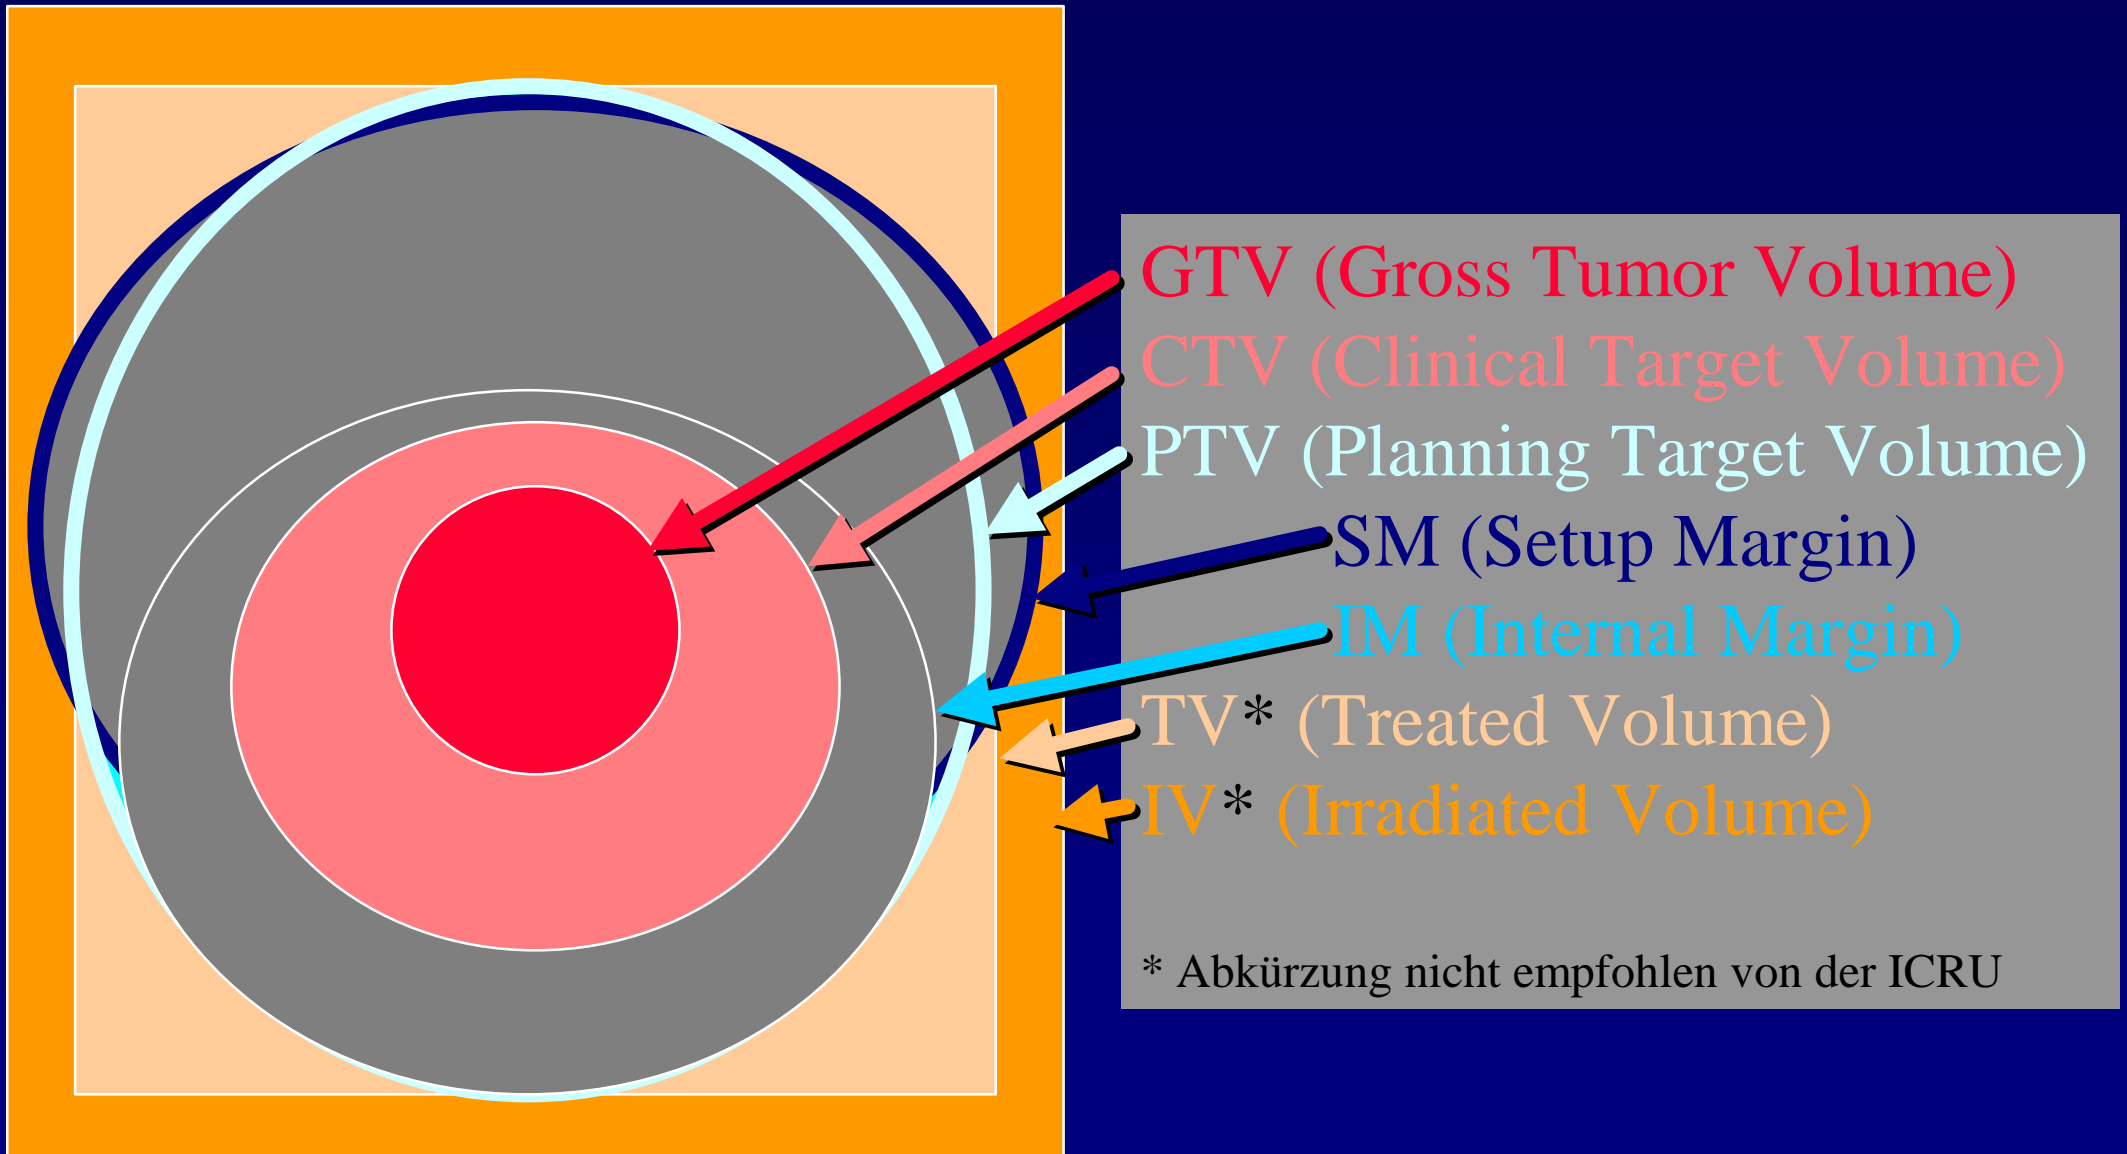 GTV (Gross Tumor Volume)
CTV (Clinical Target Volume)
PTV (Planning Target Volume)
SM (Setup Margin)
IM (Internal Margin)
TV* (Treated Volume)
IV* (Irradiated Volume)
* Abkürzung nicht empfohlen von der ICRU